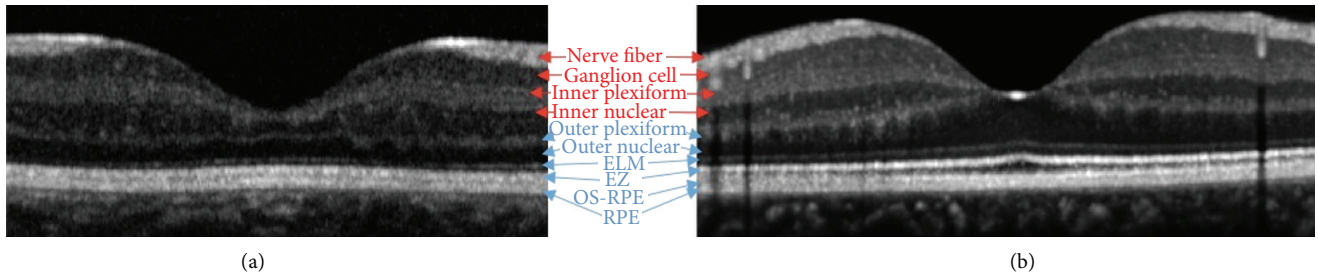 Nerve fiber
Ganglion cell
Inner plexiform
Inner nuclear
Outer plexiform
Outer nuclear
ELM
EZ
OS-RPE
RPE
(a)
(b)